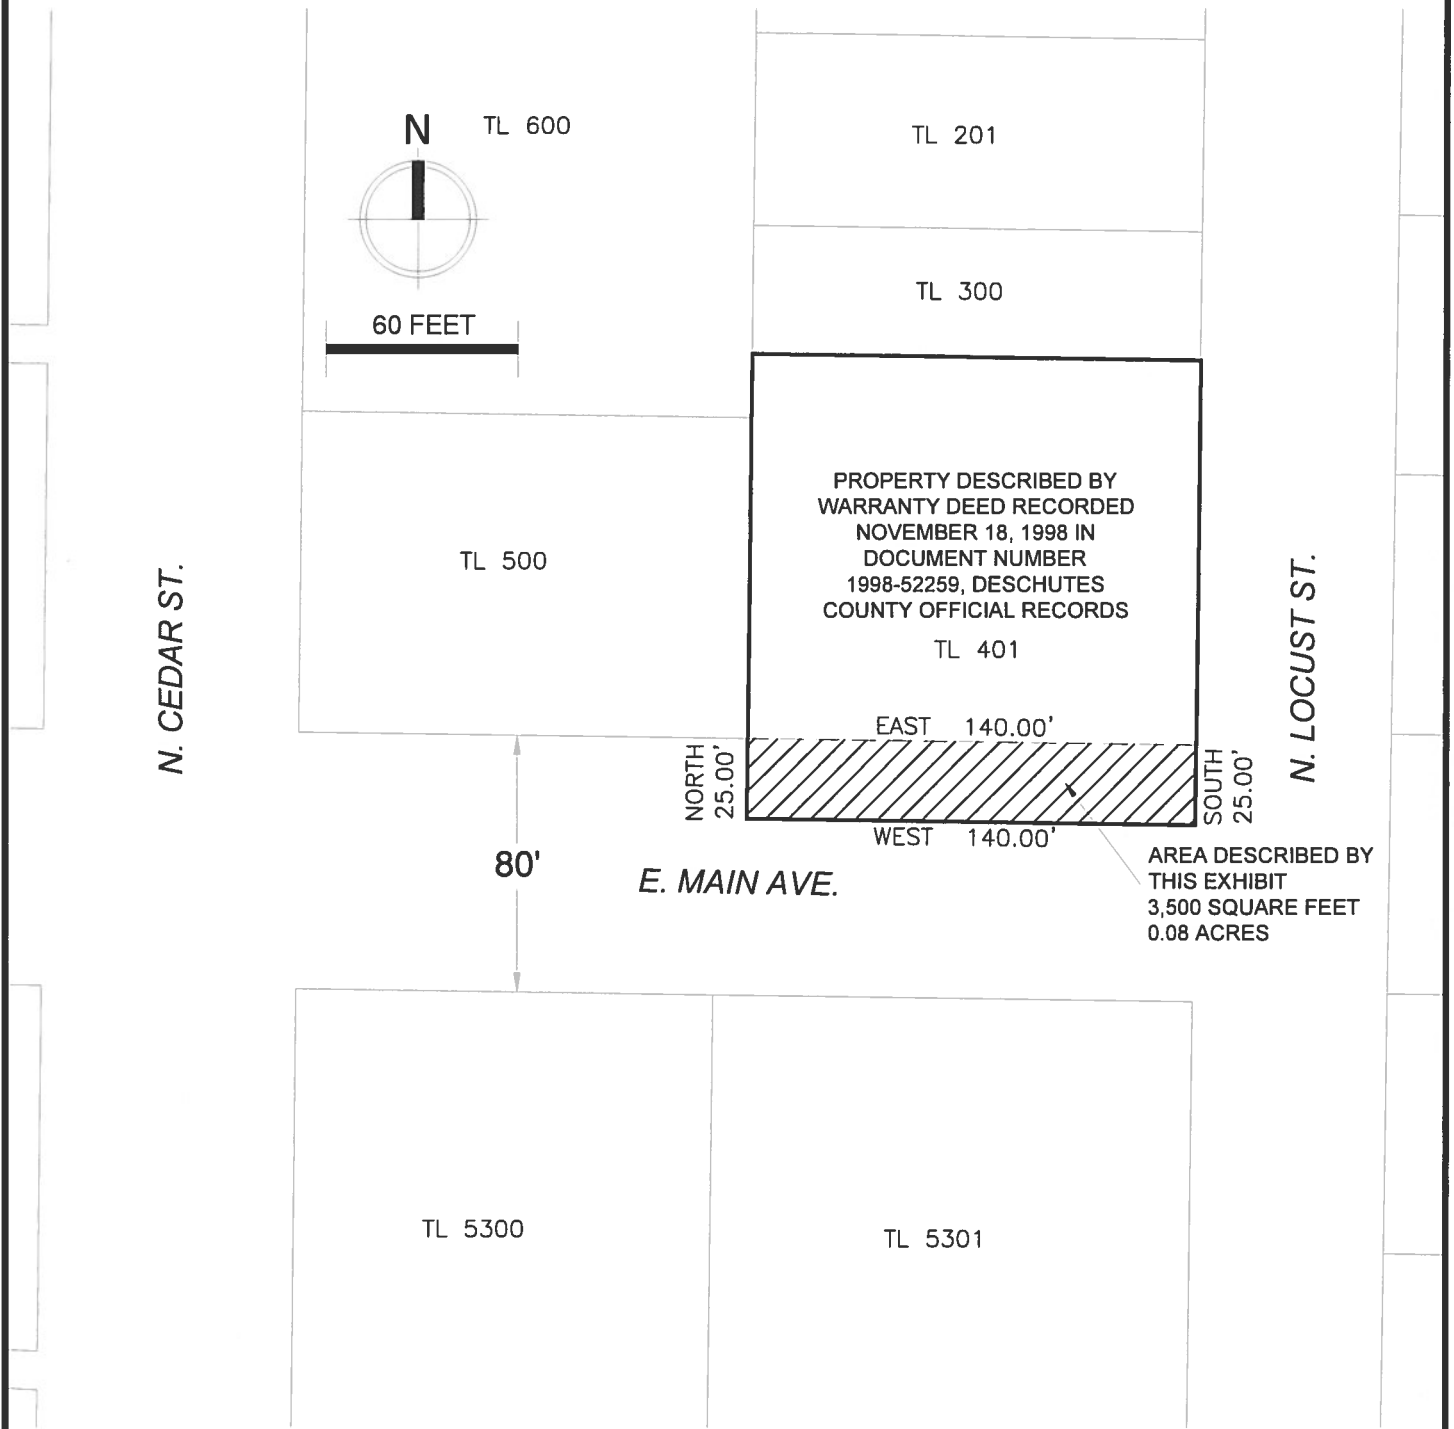 N
TL 600
TL 201
TL 300
60 FEET
PROPERTY DESCRIBED BY
WARRANTY DEED RECORDED
NOVEMBER 18, 1998 IN
DOCUMENT NUMBER
1998-52259, DESCHUTES
COUNTY OFFICIAL RECORDS
TL 401
TL 500
N. CEDAR ST.
N. LOCUST ST.
EAST 140.00'
NORTH
25.00'
SOUTH
25.00'
WEST 140.00'
80'
E. MAIN AVE.
AREA DESCRIBED BY
THIS EXHIBIT
3,500 SQUARE FEET
0.08 ACRES
TL 5300
TL 5301